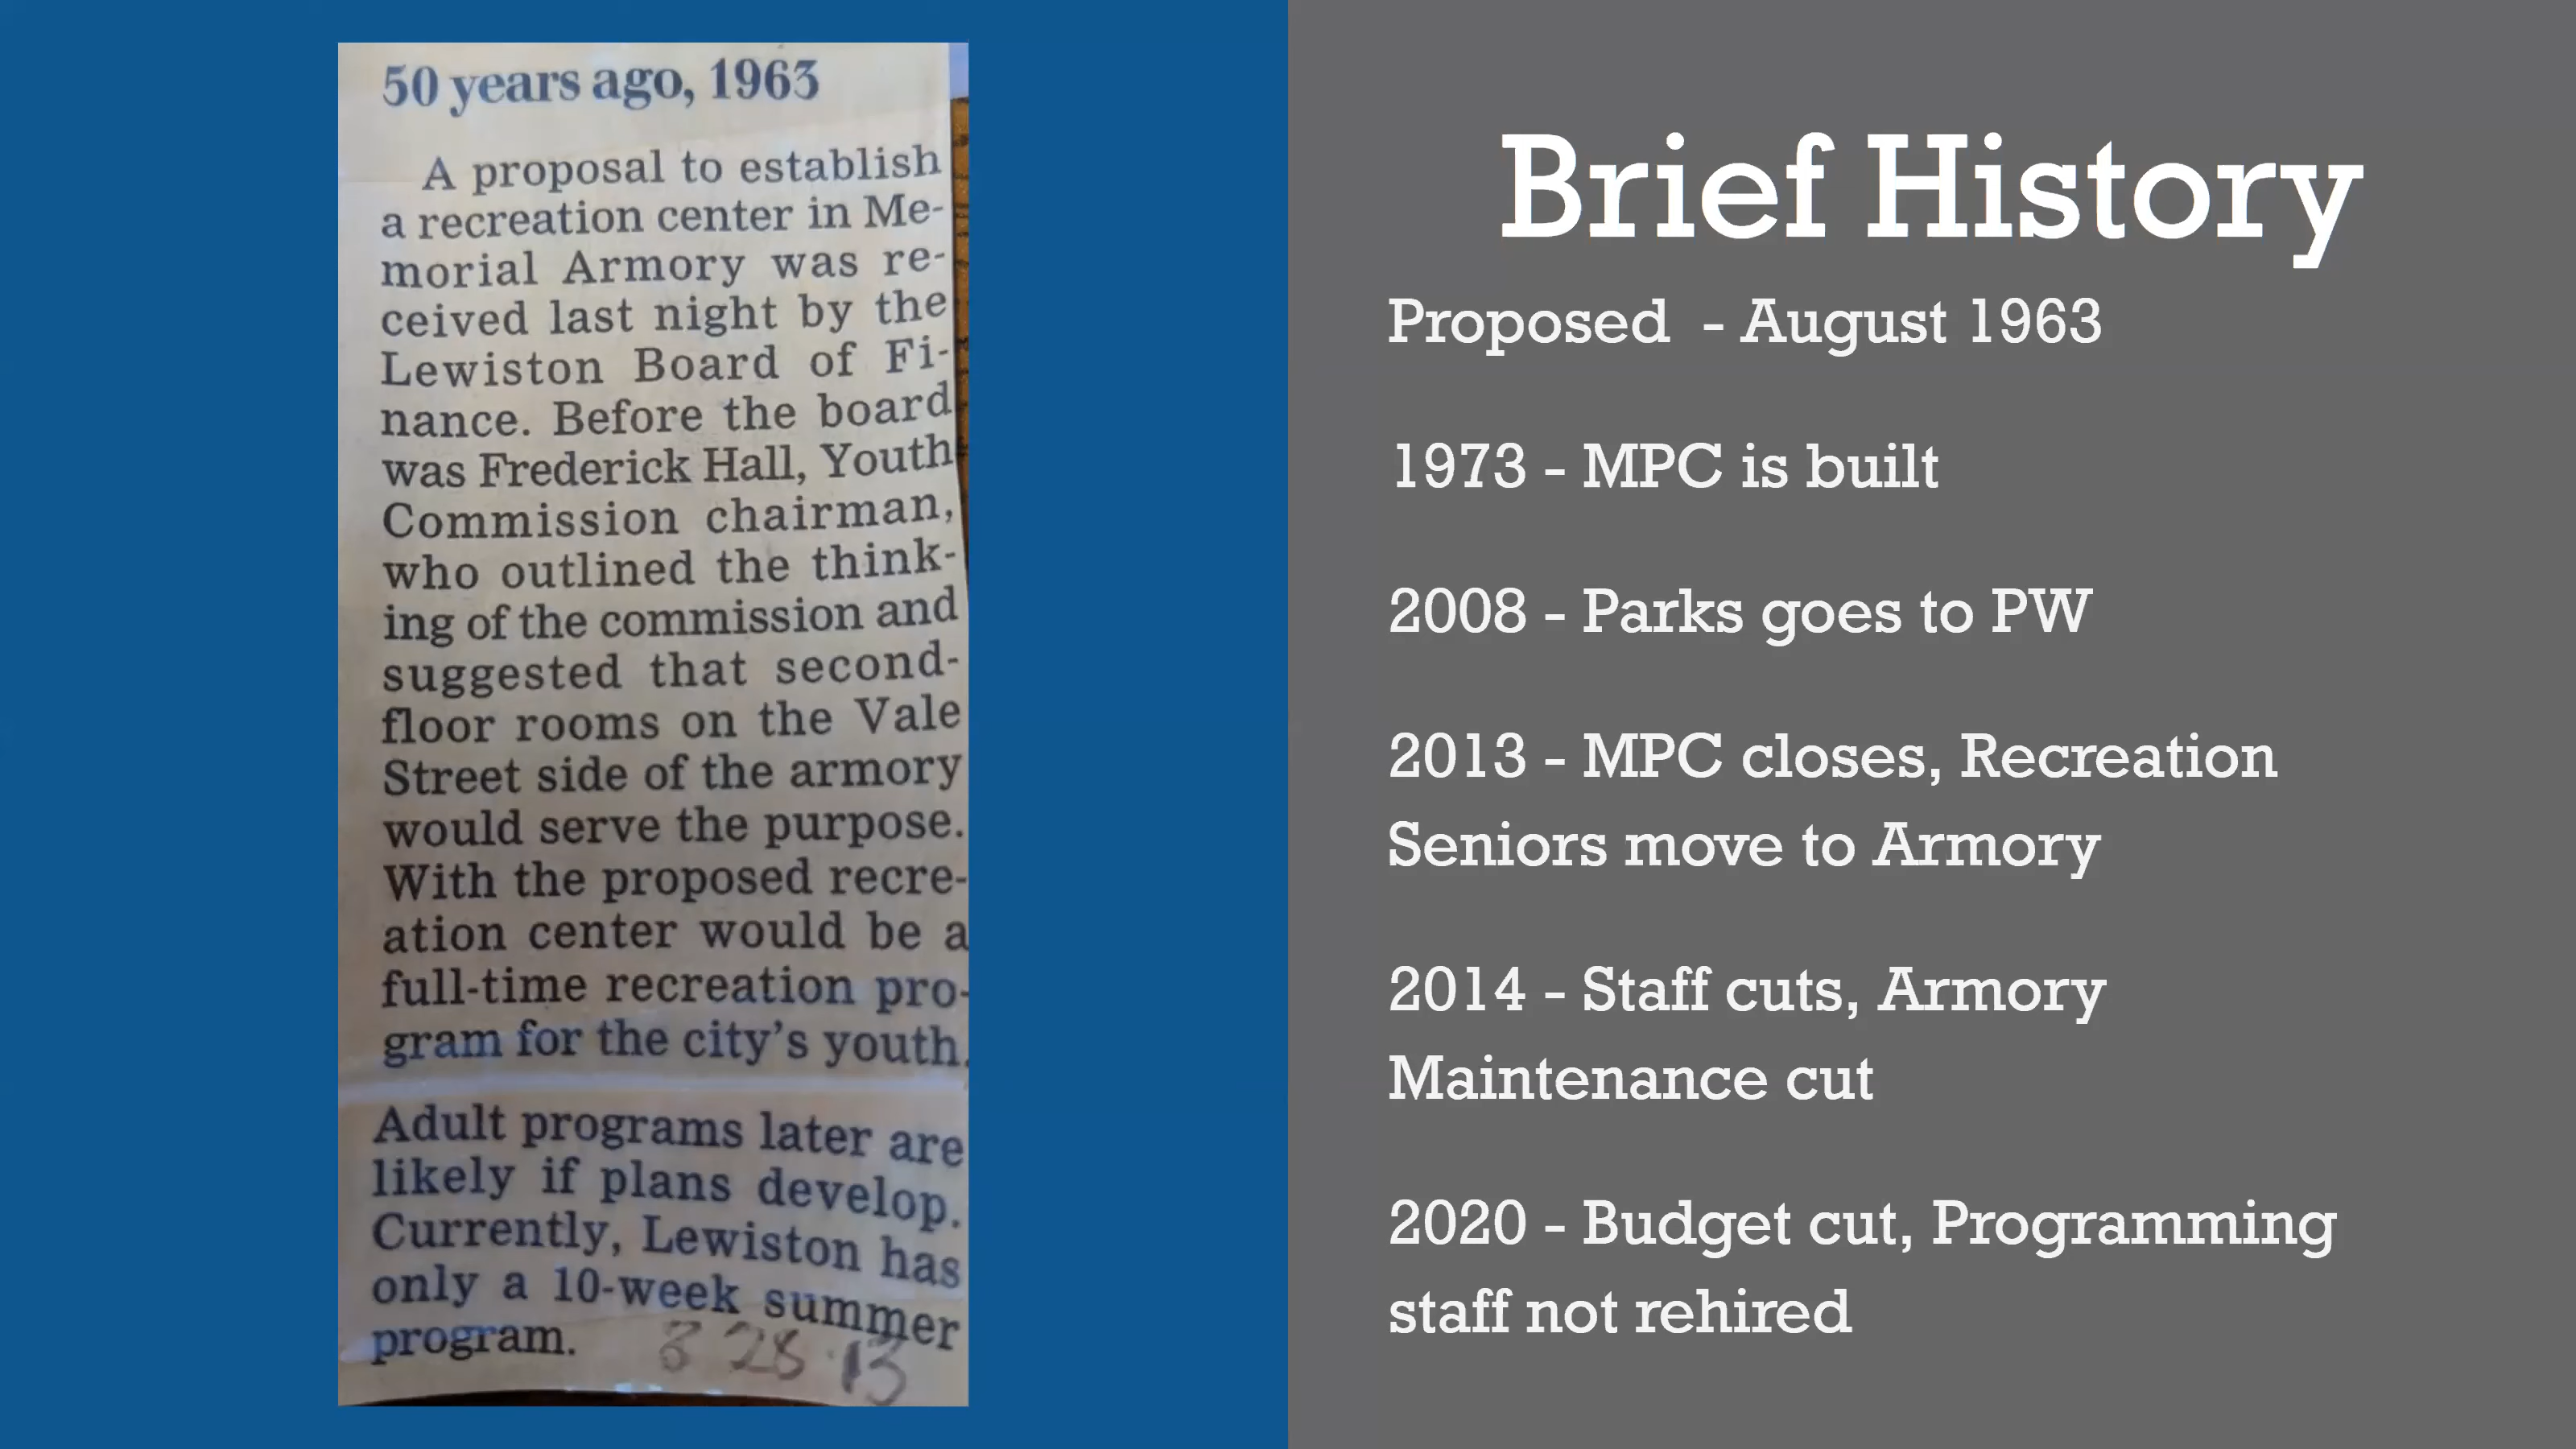 50 years ago, 1963
A proposal to establish
a recreation center in Me-
morial Armory was re-
ceived last night by the
Lewiston Board of Fi-
nance. Before the board
was Frederick Hall, Youth
Commission chairman,
who outlined the think-
ing of the commission and
suggested that second-
floor rooms on the Vale
Street side of the armory
would serve the purpose.
With the proposed recre-
ation center would be a
full-time recreation pro-
gram for the city's youth.
Adult programs later are
likely if plans develop.
Currently, Lewiston has
only a 10-week summer
program.
8 28 · 13
Brief History
Proposed - August 1963
1973 - MPC is built
2008 - Parks goes to PW
2013 - MPC closes, Recreation
Seniors move to Armory
2014 - Staff cuts, Armory
Maintenance cut
2020 - Budget cut, Programming
staff not rehired